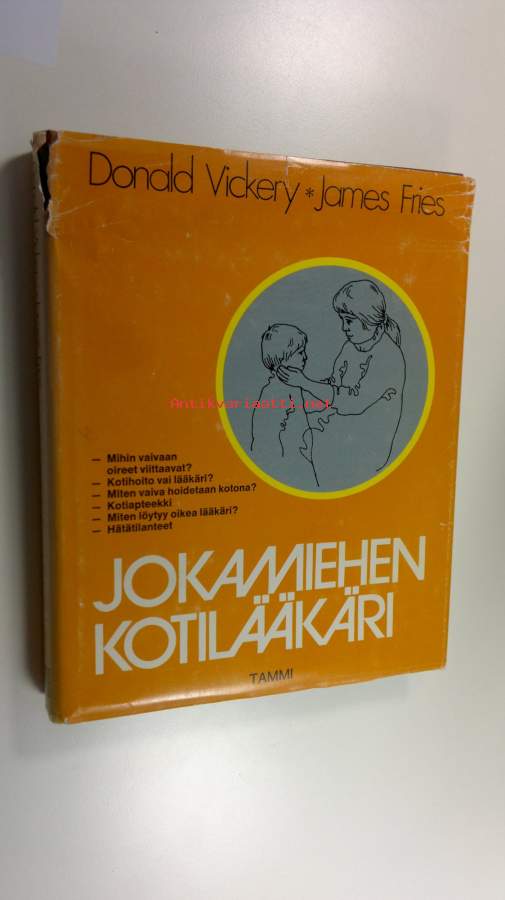 Donald Vickery * James Fries
Antikvariaatti.net
– Mihin vaivaan
oireet viittaavat?
– Kotihoito vai lääkäri?
– Miten vaiva hoidetaan kotona?
– Kotiapteekki
– Miten löytyy oikea lääkäri?
– Hätätilanteet
JOKAMIEHEN
KOTILÄÄKÄRI
TAMMI